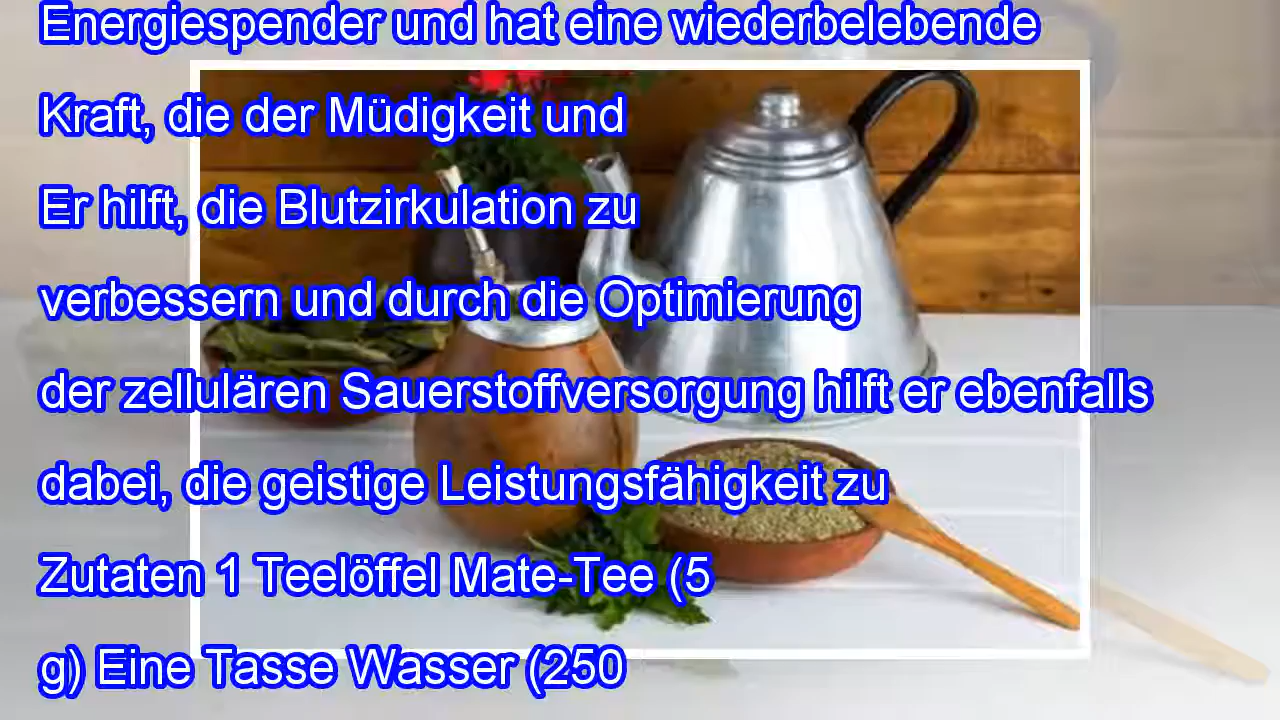 Energiespender und hat eine wiederbelebende
Kraft, die der Müdigkeit und
Er hilft, die Blutzirkulation zu
verbessern und durch die Optimierung
der zellulären Sauerstoffversorgung hilft er ebenfalls
dabei, die geistige Leistungsfähigkeit zu
Zutaten 1 Teelöffel Mate-Tee (5
g) Eine Tasse Wasser (250